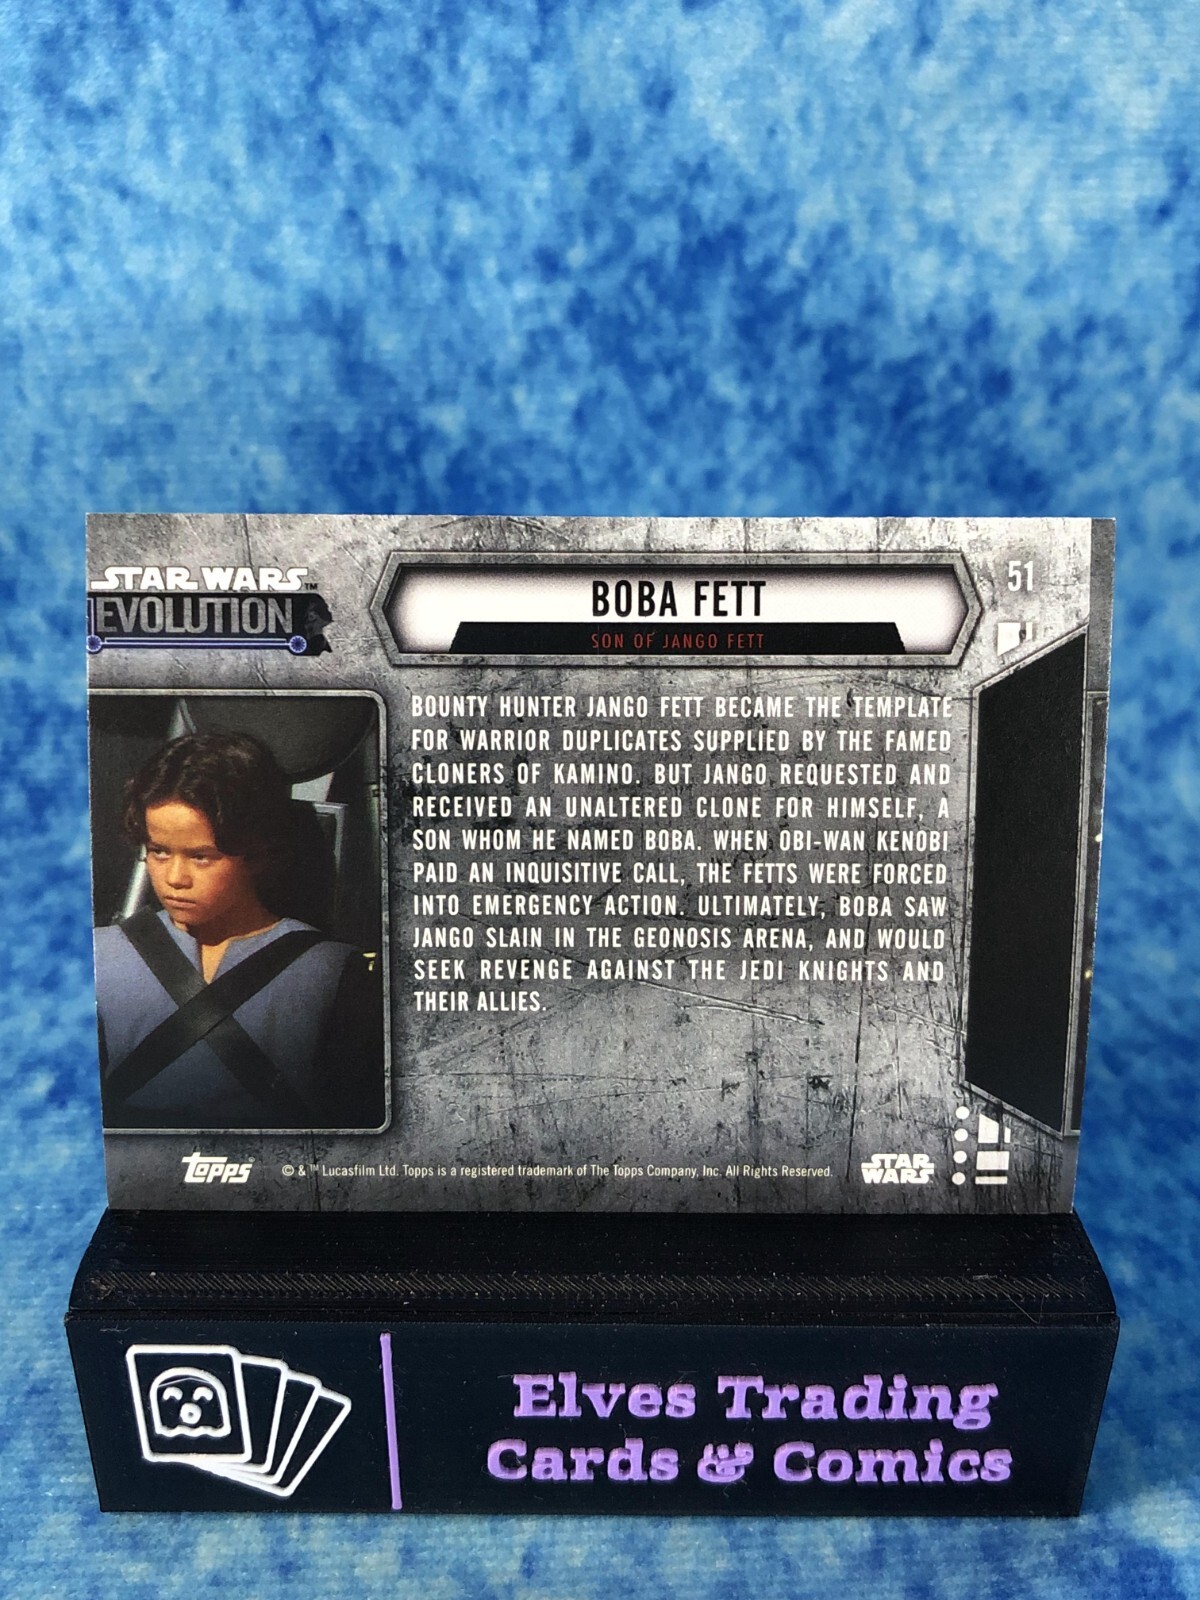 STAR WARS™
EVOLUTION
BOBA FETT
SON OF JANGO FETT
51
BOUNTY HUNTER JANGO FETT BECAME THE TEMPLATE
FOR WARRIOR DUPLICATES SUPPLIED BY THE FAMED
CLONERS OF KAMINO. BUT JANGO REQUESTED AND
RECEIVED AN UNALTERED CLONE FOR HIMSELF, A
SON WHOM HE NAMED BOBA. WHEN OBI-WAN KENOBI
PAID AN INQUISITIVE CALL, THE FETTS WERE FORCED
INTO EMERGENCY ACTION. ULTIMATELY, BOBA SAW
JANGO SLAIN IN THE GEONOSIS ARENA, AND WOULD
SEEK REVENGE AGAINST THE JEDI KNIGHTS AND
THEIR ALLIES.
topps®
© & ™ Lucasfilm Ltd. Topps is a registered trademark of The Topps Company, Inc. All Rights Reserved.
STAR
WARS
Elves Trading
Cards & Comics